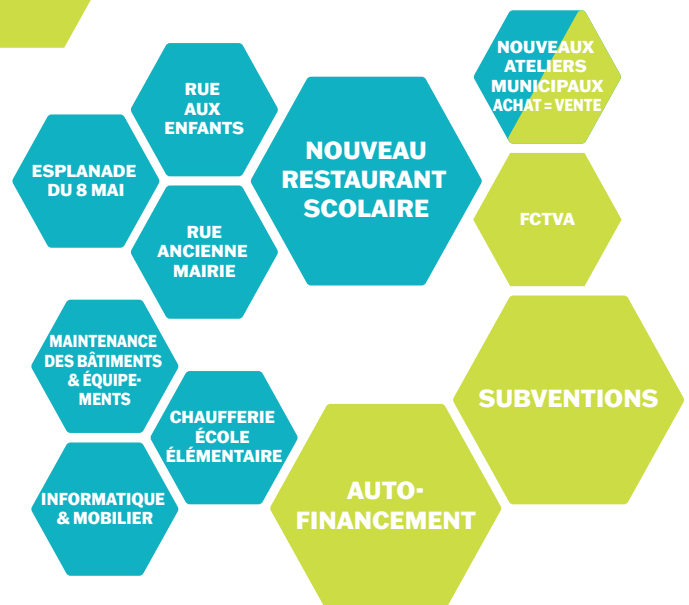 NOUVEAUX
ATELIERS
MUNICIPAUX
ACHAT = VENTE
RUE
AUX
ENFANTS
NOUVEAU
RESTAURANT
SCOLAIRE
ESPLANADE
DU 8 MAI
FCTVA
RUE
ANCIENNE
MAIRIE
MAINTENANCE
DES BÂTIMENTS
& ÉQUIPE-
MENTS
SUBVENTIONS
CHAUFFERIE
ÉCOLE
ÉLÉMENTAIRE
INFORMATIQUE
& MOBILIER
AUTO-
FINANCEMENT